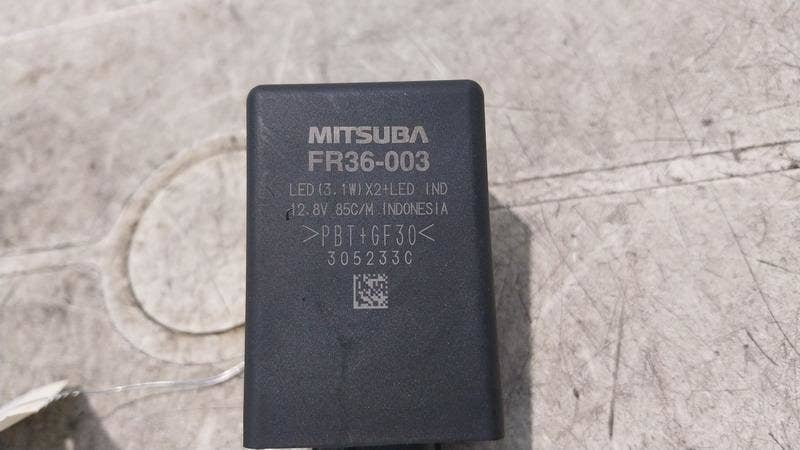 MITSUBA
FR36-003
LED(3.1W)X2+LED IND
12.8V 85C/M INDONESIA
>PBT+GF30<
305233C